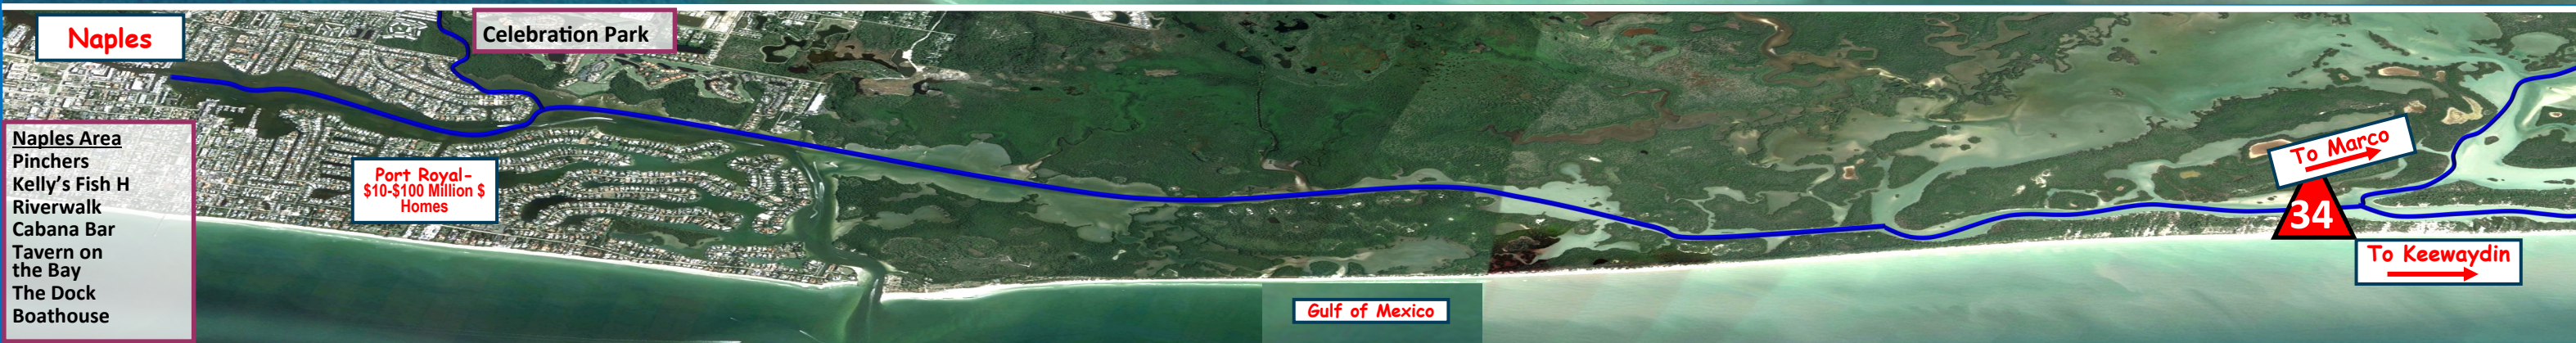 Naples
Celebration Park
Naples Area
Pinchers
Kelly's Fish H
Riverwalk
Cabana Bar
Tavern on
the Bay
The Dock
Boathouse
Port Royal-
$10-$100 Million $
Homes
Gulf of Mexico
To Marco
34
To Keewaydin